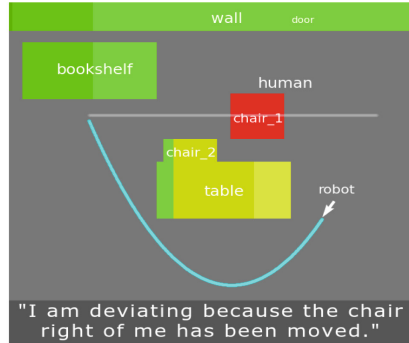 wall
door
bookshelf
human
chair_1
chair_2
table
robot
"I am deviating because the chair
right of me has been moved."